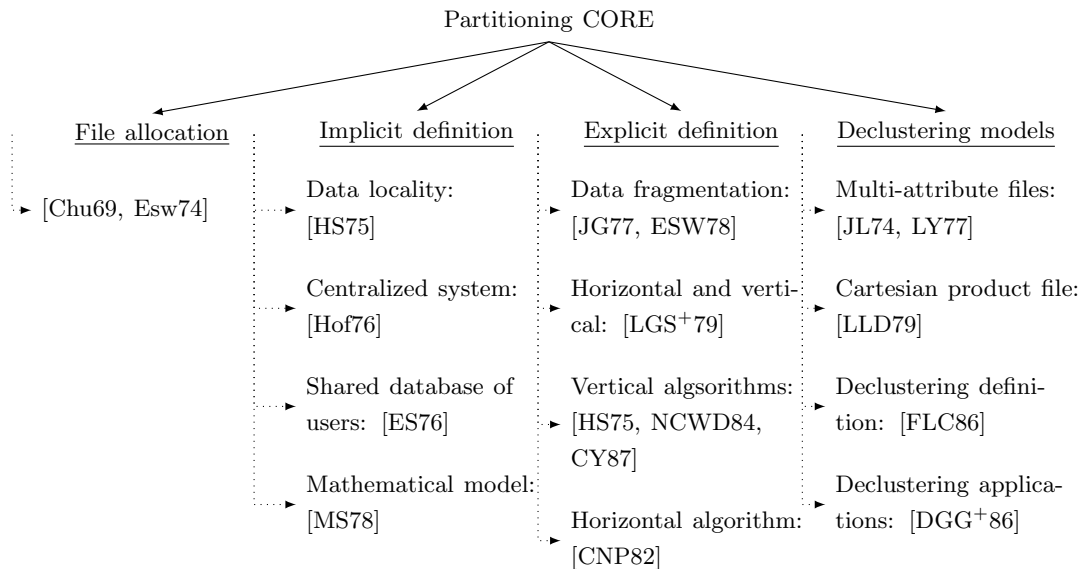 Partitioning CORE
File allocation
[Chu69, Esw74]
Implicit definition
Data locality:
[HS75]
Centralized system:
[Hof76]
Shared database of
users: [ES76]
Mathematical model:
[MS78]
Explicit definition
Data fragmentation:
[JG77, ESW78]
Horizontal and verti-
cal: [LGS+79]
Vertical algsorithms:
[HS75, NCWD84,
CY87]
Horizontal algorithm:
[CNP82]
Declustering models
Multi-attribute files:
[JL74, LY77]
Cartesian product file:
[LLD79]
Declustering defini-
tion: [FLC86]
Declustering applica-
tions: [DGG+86]